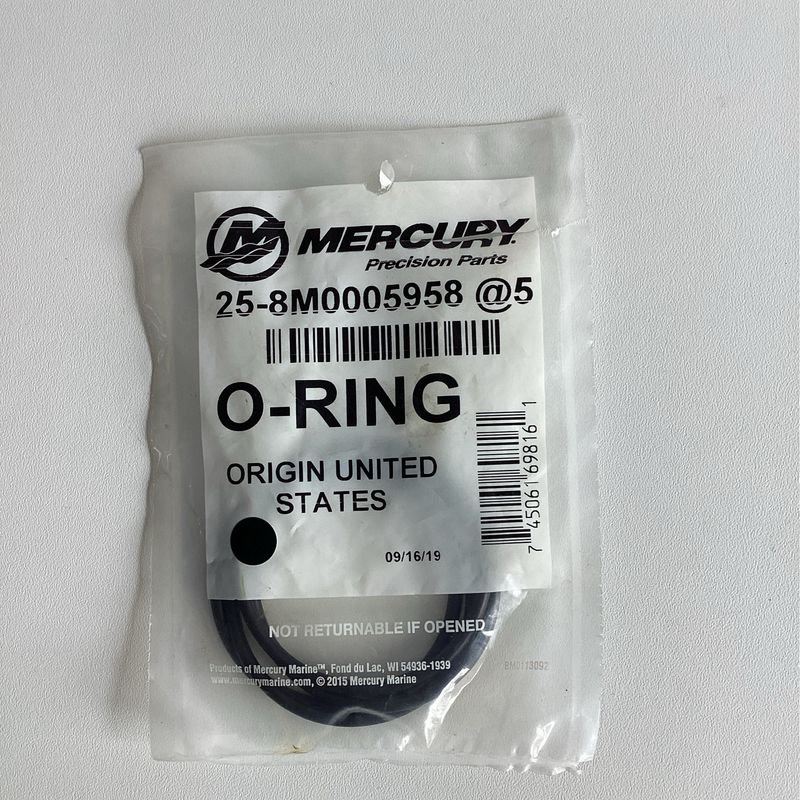 MERCURY
Precision Parts
25-8M0005958 @5
O-RING
ORIGIN UNITED
STATES
09/16/19
7 45061 69816 1
NOT RETURNABLE IF OPENED
Products of Mercury Marine™, Fond du Lac, WI 54936-1939
www.mercurymarine.com, © 2015 Mercury Marine
8M0113092